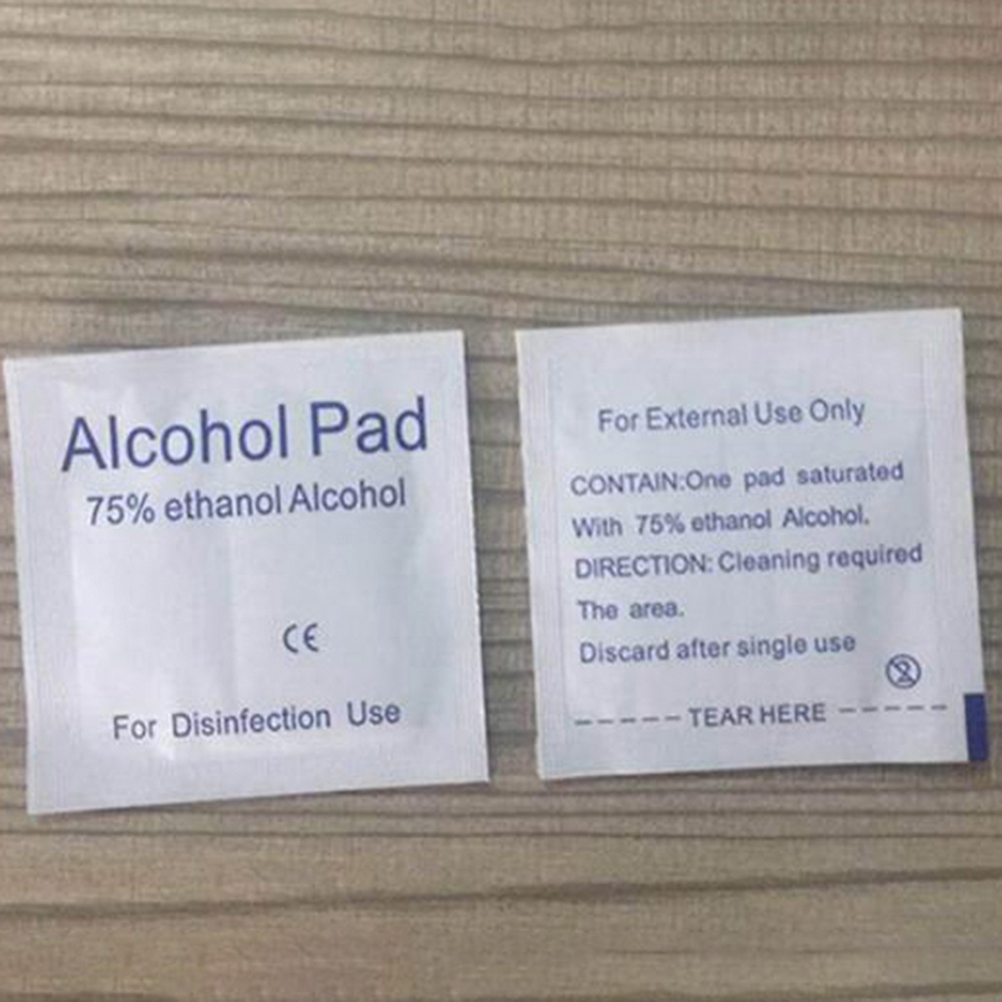 Alcohol Pad
75% ethanol Alcohol
CE
For Disinfection Use
For External Use Only
CONTAIN:One pad saturated
With 75% ethanol Alcohol.
DIRECTION: Cleaning required
The area.
Discard after single use
2
----- TEAR HERE -----